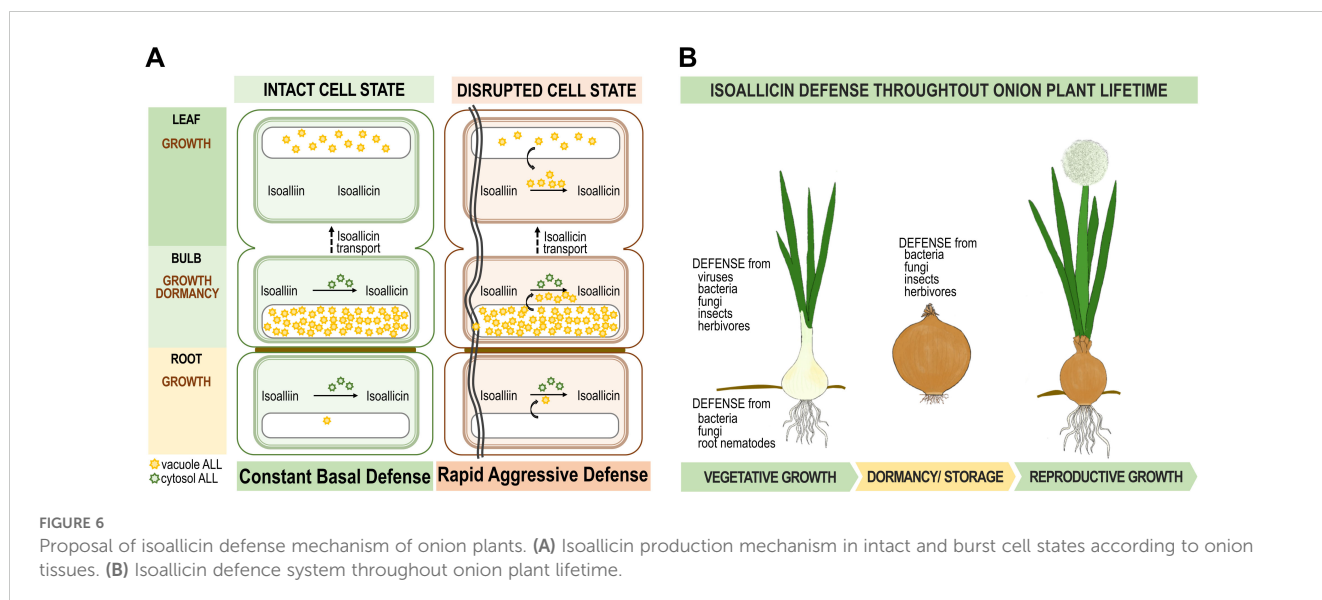 A
INTACT CELL STATE
DISRUPTED CELL STATE
LEAF
GROWTH
Isoalliin
Isoallicin
Isoalliin
Isoallicin
Isoallicin
transport
Isoallicin
transport
BULB
GROWTH
DORMANCY
Isoalliin
Isoallicin
Isoalliin
Isoallicin
ROOT
GROWTH
Isoalliin
Isoallicin
Isoalliin
Isoallicin
vacuole ALL
cytosol ALL
Constant Basal Defense
Rapid Aggressive Defense
B
ISOALLICIN DEFENSE THROUGHTOUT ONION PLANT LIFETIME
DEFENSE from
viruses
bacteria
fungi
insects
herbivores
DEFENSE from
bacteria
fungi
insects
herbivores
DEFENSE from
bacteria
fungi
root nematodes
VEGETATIVE GROWTH
DORMANCY/ STORAGE
REPRODUCTIVE GROWTH
FIGURE 6
Proposal of isoallicin defense mechanism of onion plants. (A) Isoallicin production mechanism in intact and burst cell states according to onion
tissues. (B) Isoallicin defence system throughout onion plant lifetime.